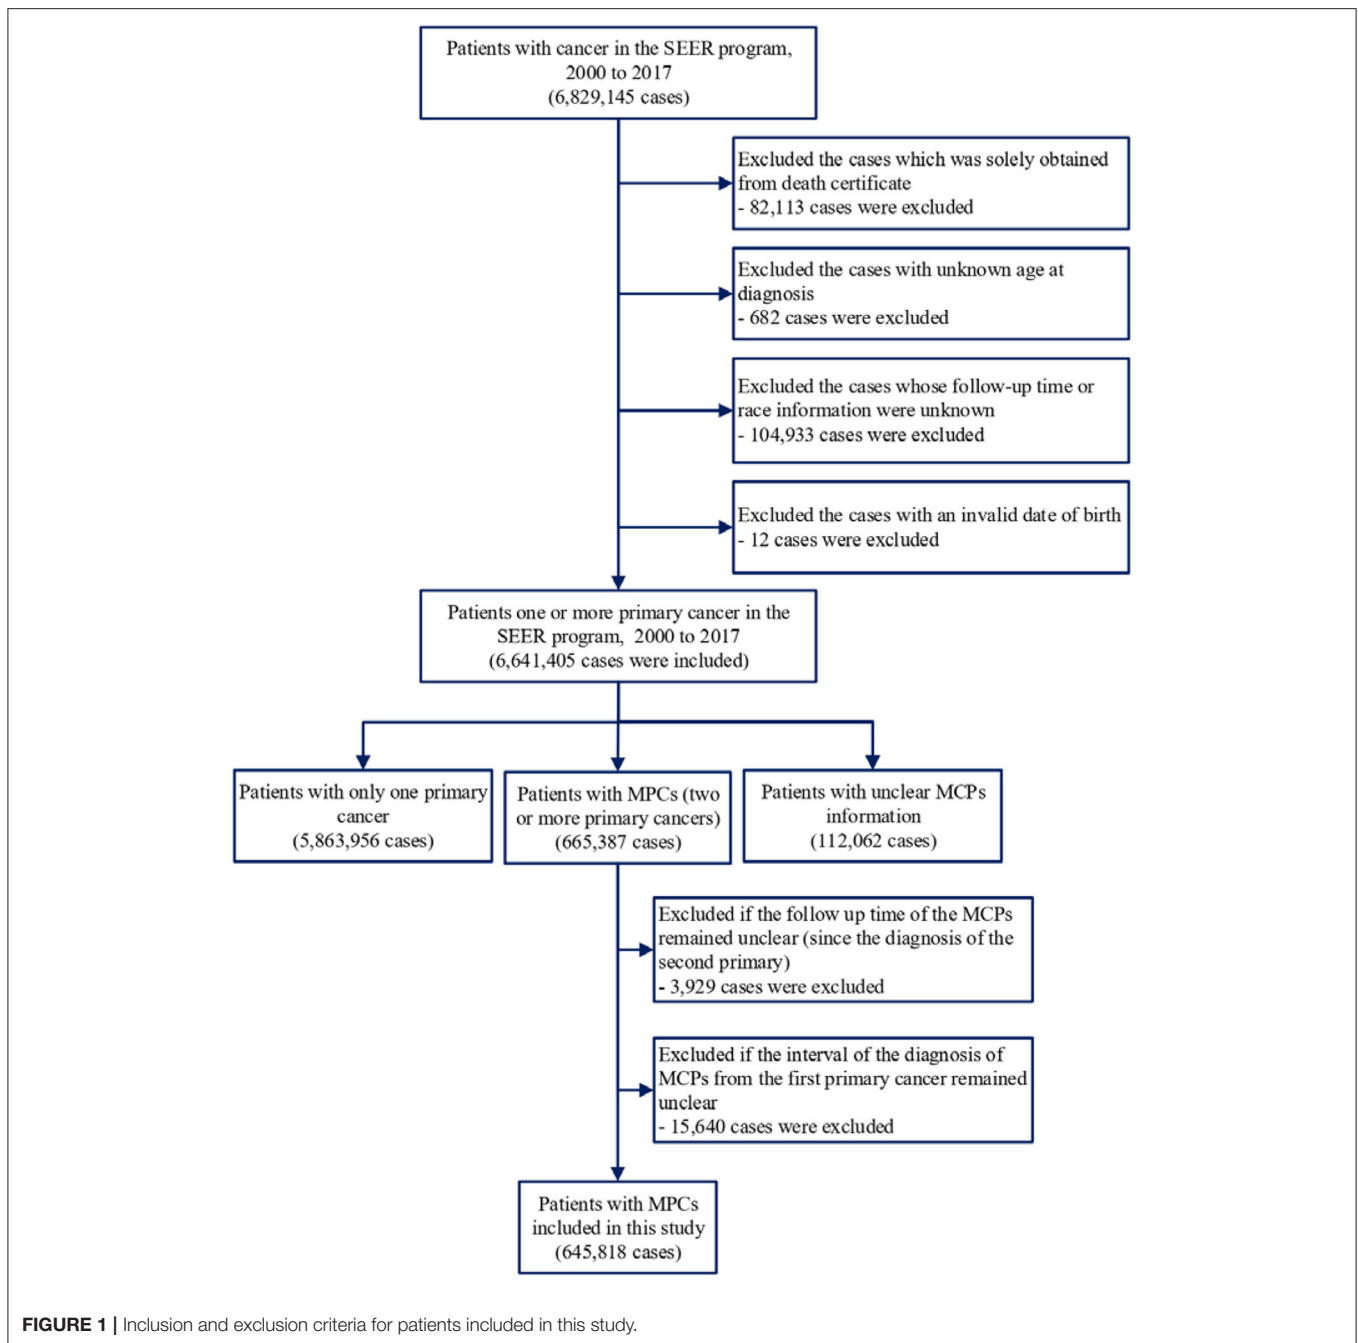 Patients with cancer in the SEER program,
2000 to 2017
(6,829,145 cases)
Excluded the cases which was solely obtained
from death certificate
- 82,113 cases were excluded
Excluded the cases with unknown age at
diagnosis
- 682 cases were excluded
Excluded the cases whose follow-up time or
race information were unknown
- 104,933 cases were excluded
Excluded the cases with an invalid date of birth
- 12 cases were excluded
Patients one or more primary cancer in the
SEER program, 2000 to 2017
(6,641,405 cases were included)
Patients with only one primary
cancer
(5,863,956 cases)
Patients with MPCs (two
or more primary cancers)
(665,387 cases)
Patients with unclear MCPs
information
(112,062 cases)
Excluded if the follow up time of the MCPs
remained unclear (since the diagnosis of the
second primary)
- 3,929 cases were excluded
Excluded if the interval of the diagnosis of
MCPs from the first primary cancer remained
unclear
- 15,640 cases were excluded
Patients with MPCs
included in this study
(645,818 cases)
FIGURE 1 | Inclusion and exclusion criteria for patients included in this study.